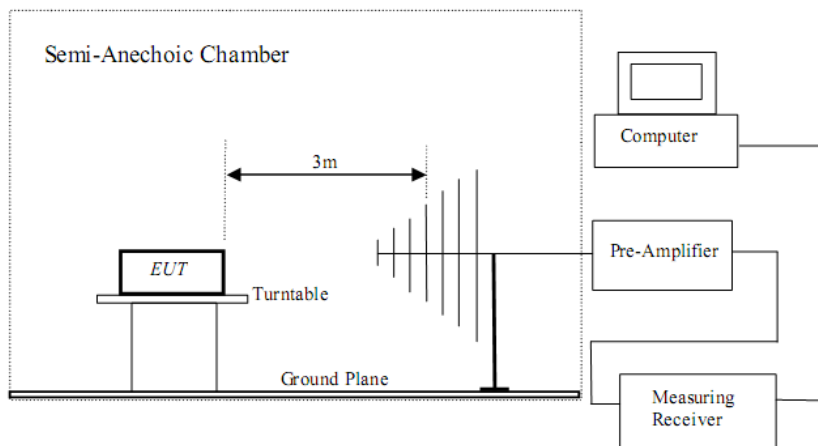 Semi-Anechoic Chamber
3m
EUT
Turntable
Ground Plane
Computer
Pre-Amplifier
Measuring
Receiver